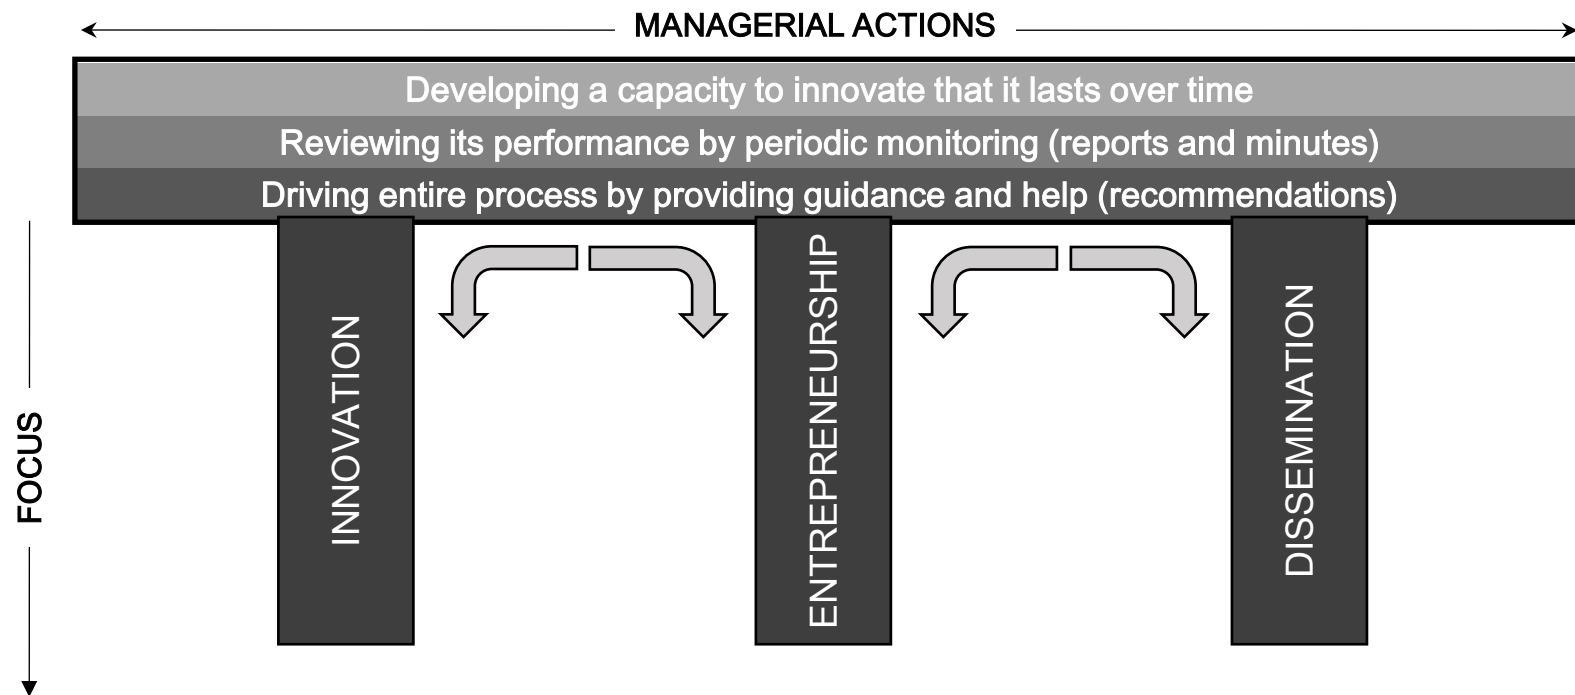 MANAGERIAL ACTIONS
Developing a capacity to innovate that it lasts over time
Reviewing its performance by periodic monitoring (reports and minutes)
Driving entire process by providing guidance and help (recommendations)
FOCUS
INNOVATION
ENTREPRENEURSHIP
DISSEMINATION